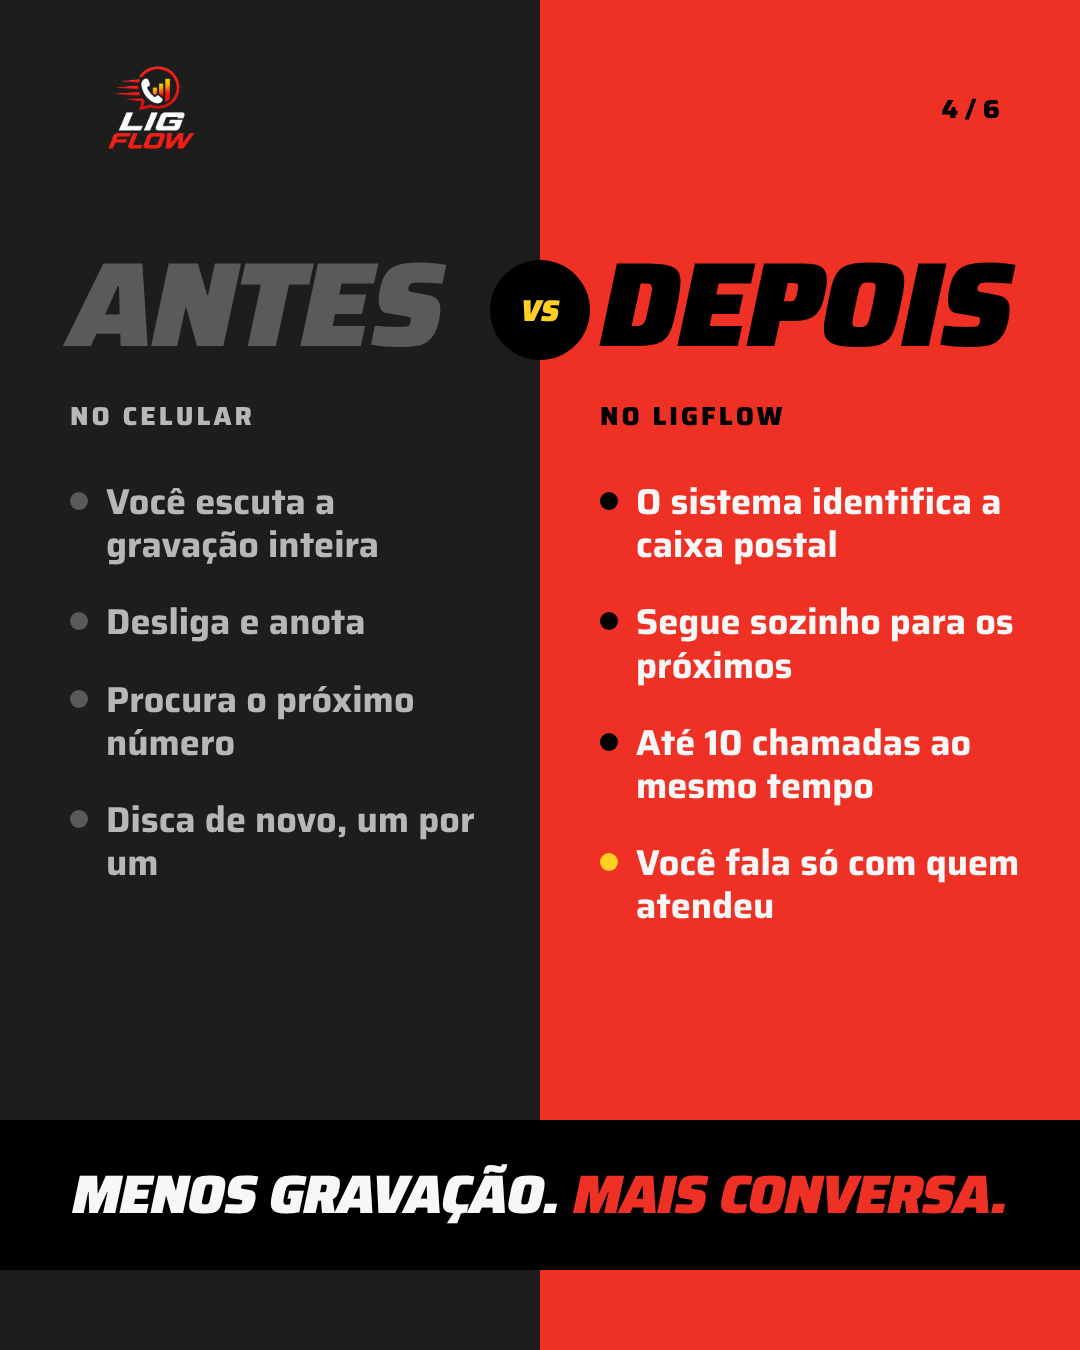 LIG
FLOW
4 / 6
ANTES
VS
DEPOIS
NO CELULAR
Você escuta a
gravação inteira
Desliga e anota
Procura o próximo
número
Disca de novo, um por
um
NO LIGFLOW
O sistema identifica a
caixa postal
Segue sozinho para os
próximos
Até 10 chamadas ao
mesmo tempo
Você fala só com quem
atendeu
MENOS GRAVAÇÃO. MAIS CONVERSA.